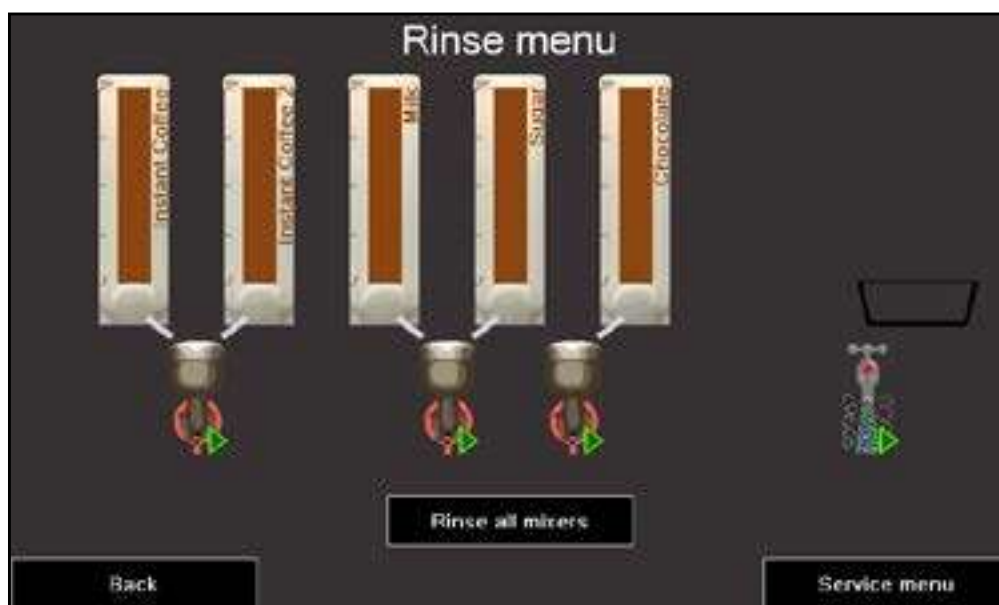 Rinse menu
Instant Coffee
Instant Coffee 2
Milk
Sugar
Chocolate
Rinse all mixers
Back
Service menu